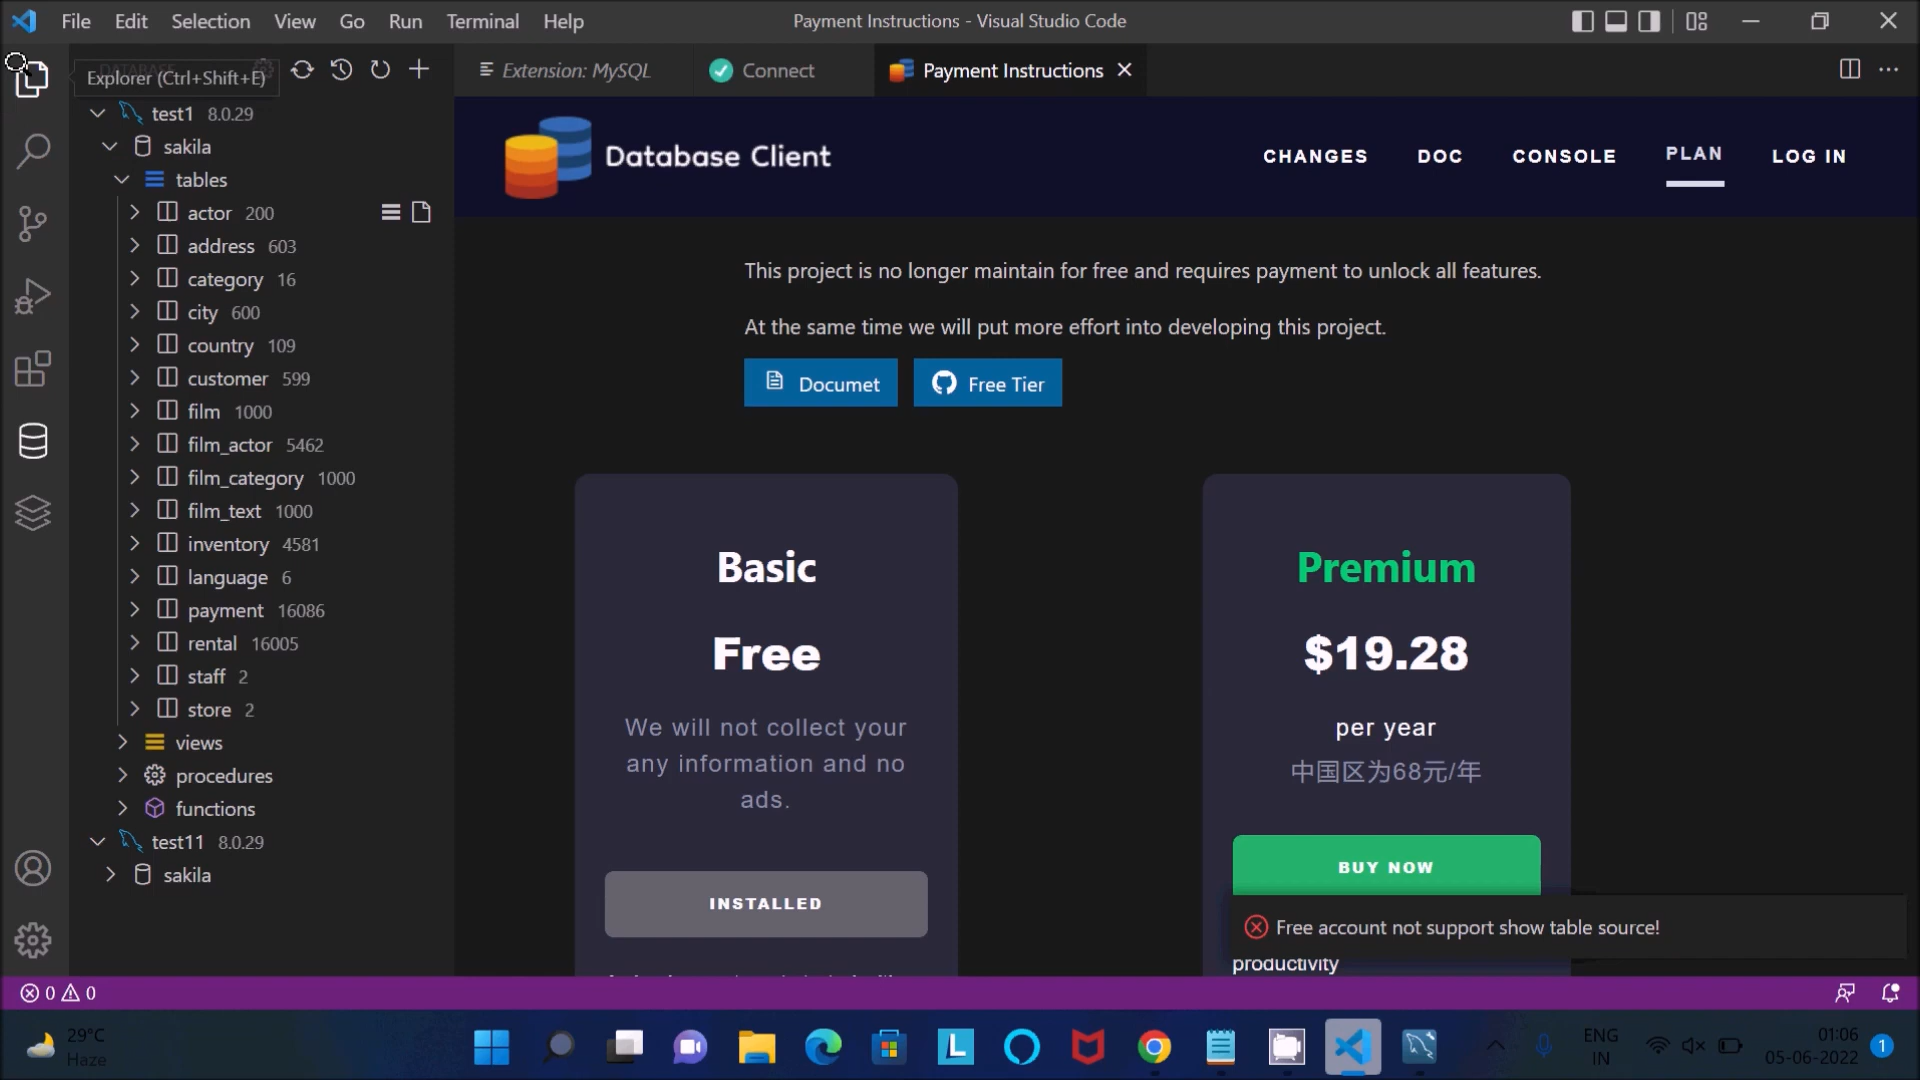 File Edit Selection View Go Run Terminal Help
Payment Instructions - Visual Studio Code
Explorer (Ctrl+Shift+E)
Extension: MySQL
Connect
Payment Instructions
test1 8.0.29
sakila
tables
actor 200
address 603
category 16
city 600
country 109
customer 599
film 1000
film_actor 5462
film_category 1000
film_text 1000
inventory 4581
language 6
payment 16086
rental 16005
staff 2
store 2
views
procedures
functions
test11 8.0.29
sakila
Database Client
CHANGES DOC CONSOLE PLAN LOG IN
This project is no longer maintain for free and requires payment to unlock all features.
At the same time we will put more effort into developing this project.
Documet
Free Tier
Basic
Free
We will not collect your
any information and no
ads.
INSTALLED
Premium
$19.28
per year
中国区为68元/年
BUY NOW
Free account not support show table source!
productivity
0 0
29°C
Haze
ENG
IN
01:06
05-06-2022
1